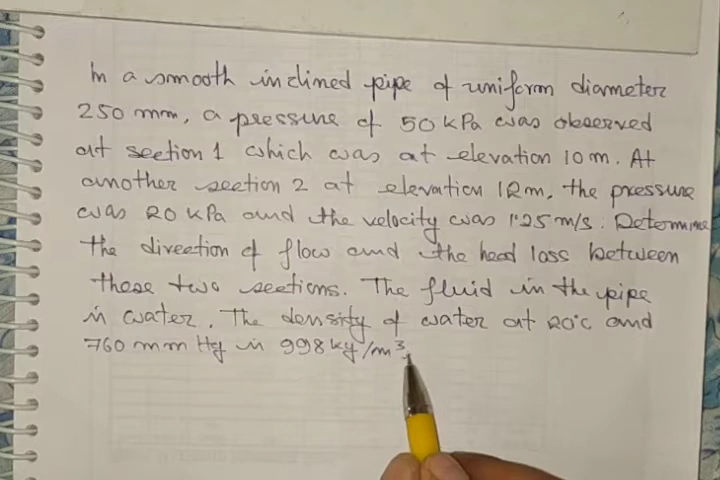 In a smooth inclined pipe of uniform diameter
250 mm, a pressure of 50 kPa was observed
at section 1 which was at elevation 10 m. At
another section 2 at elevation 12 m, the pressure
was 20 kPa and the velocity was 1.25 m/s. Determine
the direction of flow and the head loss between
these two sections. The fluid in the pipe
is water. The density of water at 20°C and
760 mm Hg is 998 kg/m³.